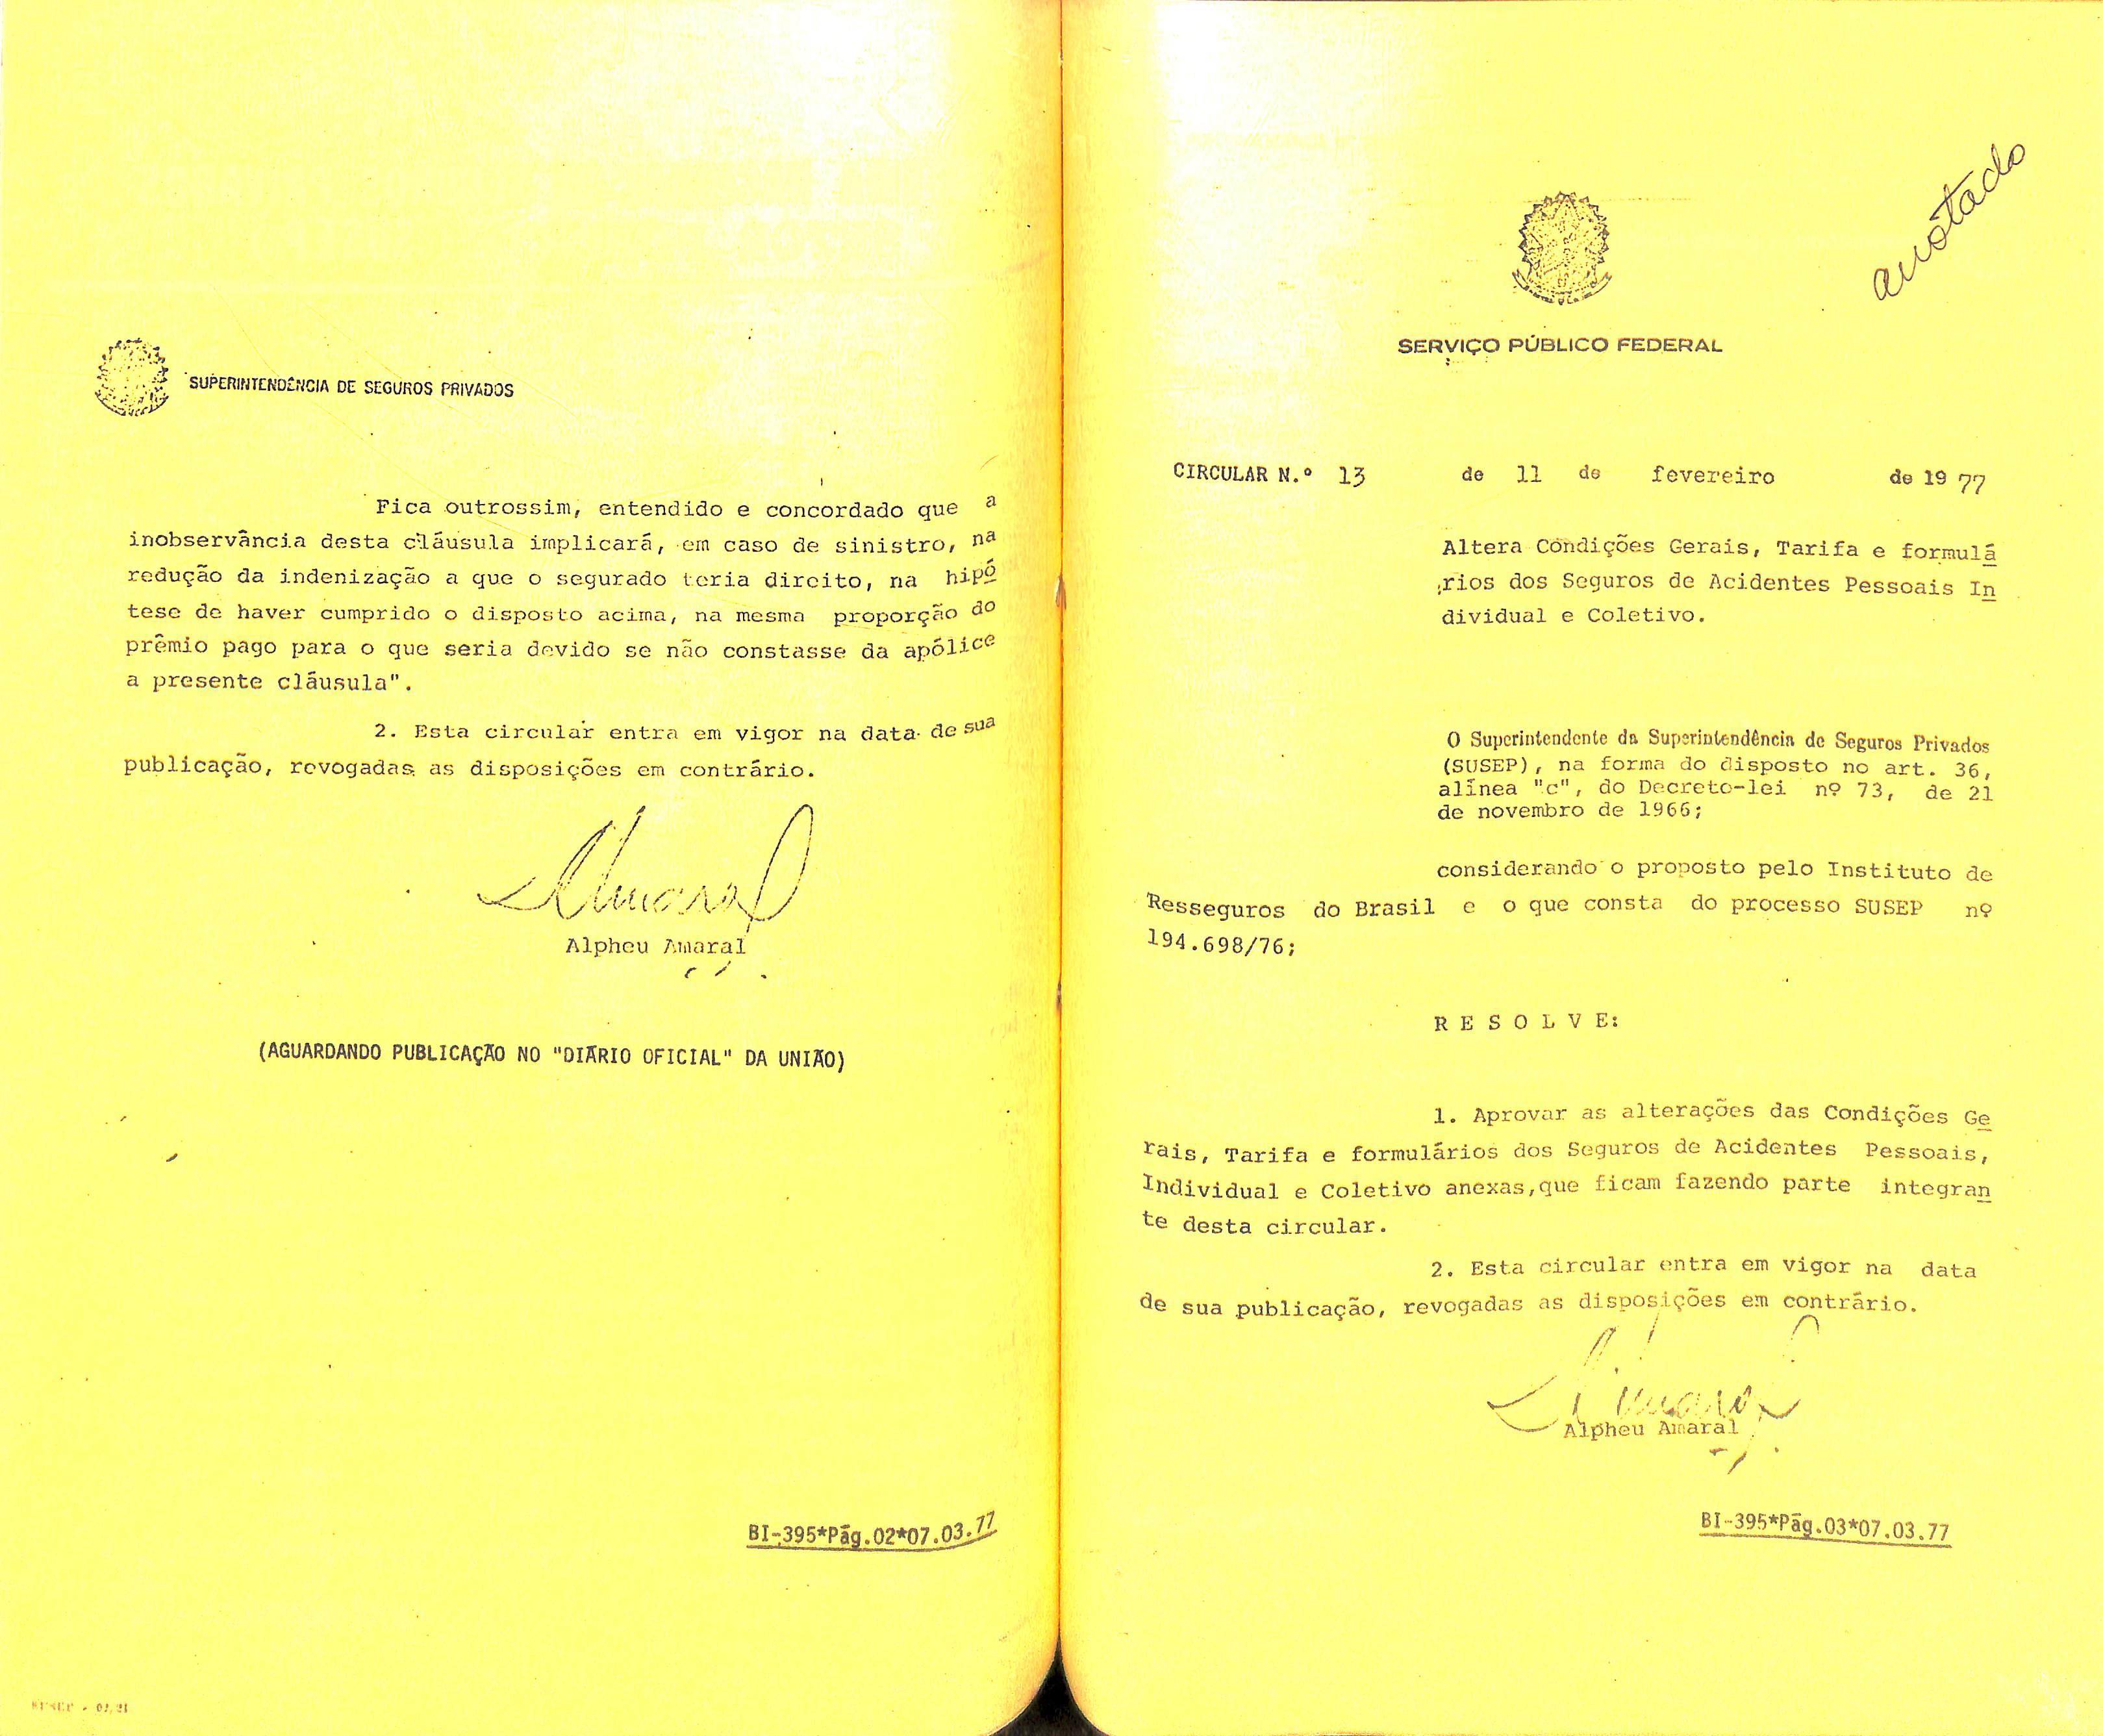 SUPERINTENDÊNCIA DE SEGUROS PRIVADOS
Fica outrossim, entendido e concordado que a
inobservância desta cláusula implicará, em caso de sinistro, na
redução da indenização a que o segurado teria direito, na hipó
tese de haver cumprido o disposto acima, na mesma proporção do
prêmio pago para o que seria devido se não constasse da apólice
a presente cláusula".
2. Esta circular entra em vigor na data de sua
publicação, revogadas as disposições em contrário.
Amaral
Alpheu Amaral
(AGUARDANDO PUBLICAÇÃO NO "DIÁRIO OFICIAL" DA UNIÃO)
BI-395*Pág.02*07.03.77
anotado
SERVIÇO PÚBLICO FEDERAL
CIRCULAR N.º 13 de 11 de fevereiro de 1977
Altera Condições Gerais, Tarifa e formulá
rios dos Seguros de Acidentes Pessoais In
dividual e Coletivo.
O Superintendente da Superintendência de Seguros Privados
(SUSEP), na forma do disposto no art. 36,
alínea "c", do Decreto-lei nº 73, de 21
de novembro de 1966;
considerando o proposto pelo Instituto de
Resseguros do Brasil e o que consta do processo SUSEP nº
194.698/76;
R E S O L V E:
1. Aprovar as alterações das Condições Ge
rais, Tarifa e formulários dos Seguros de Acidentes Pessoais,
Individual e Coletivo anexas,que ficam fazendo parte integran
te desta circular.
2. Esta circular entra em vigor na data
de sua publicação, revogadas as disposições em contrário.
Amaral
Alpheu Amaral
BI-395*Pág.03*07.03.77